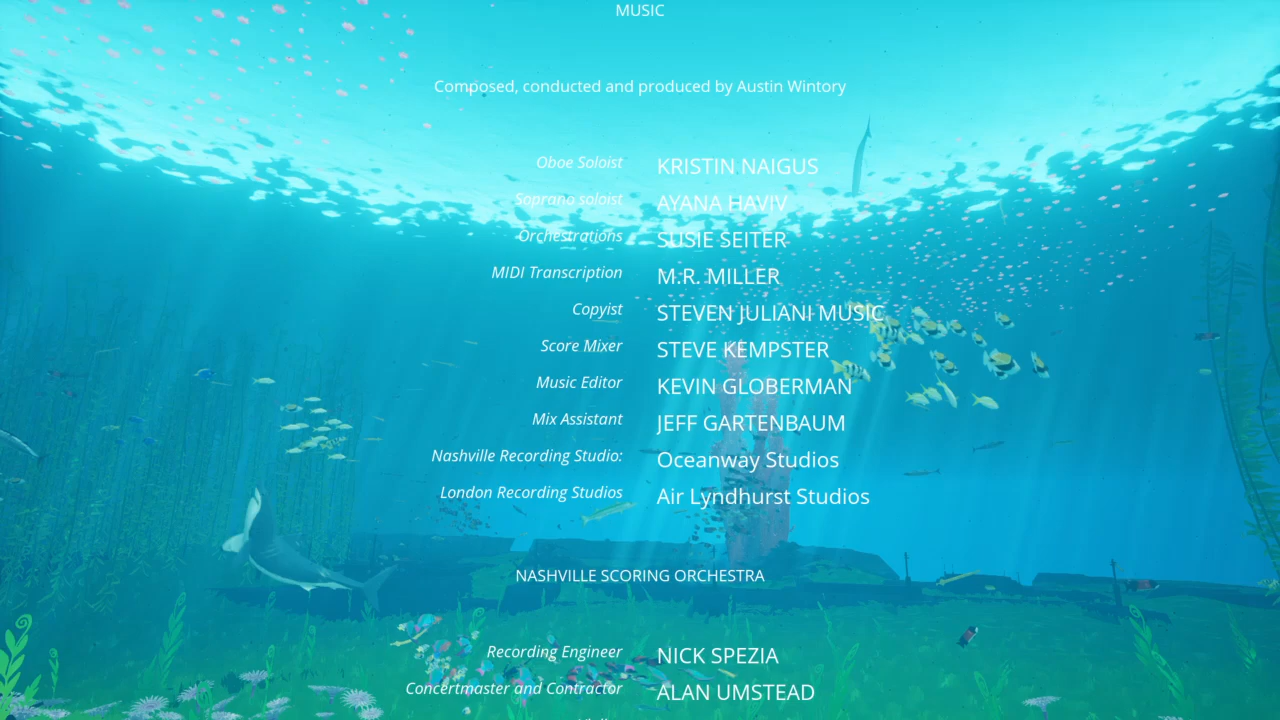 MUSIC
Composed, conducted and produced by Austin Wintory
Oboe Soloist KRISTIN NAIGUS
Soprano soloist AYANA HAVIV
Orchestrations SUSIE SEITER
MIDI Transcription M.R. MILLER
Copyist STEVEN JULIANI MUSIC
Score Mixer STEVE KEMPSTER
Music Editor KEVIN GLOBERMAN
Mix Assistant JEFF GARTENBAUM
Nashville Recording Studio: Oceanway Studios
London Recording Studios Air Lyndhurst Studios
NASHVILLE SCORING ORCHESTRA
Recording Engineer NICK SPEZIA
Concertmaster and Contractor ALAN UMSTEAD